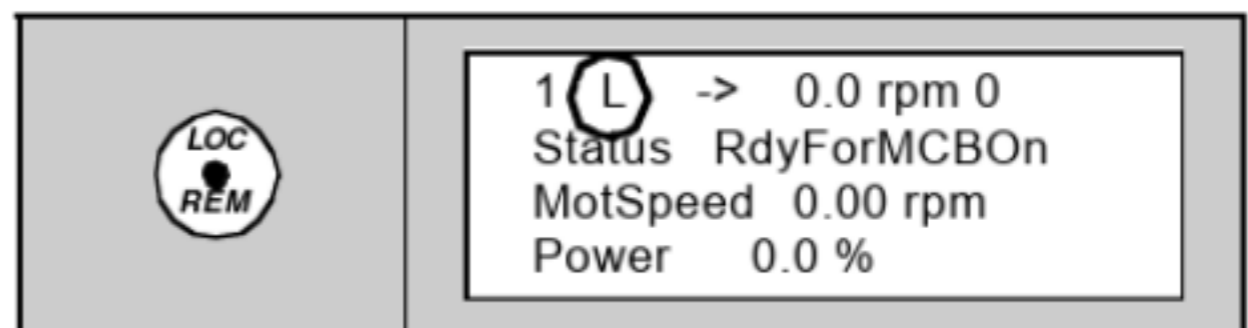 LOC
REM
1 L -> 0.0 rpm 0
Status RdyForMCBOn
MotSpeed 0.00 rpm
Power 0.0 %